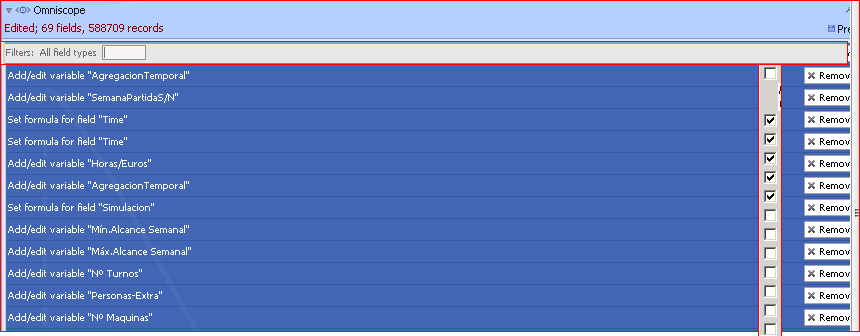 Omniscope
Edited; 69 fields, 588709 records
Pre
Filters: All field types
Add/edit variable "AgregacionTemporal" Remov
Add/edit variable "SemanaPartidaS/N" Remov
Set formula for field "Time" Remov
Set formula for field "Time" Remov
Add/edit variable "Horas/Euros" Remov
Add/edit variable "AgregacionTemporal" Remov
Set formula for field "Simulacion" Remov
Add/edit variable "Mín.Alcance Semanal" Remov
Add/edit variable "Máx.Alcance Semanal" Remov
Add/edit variable "Nº Turnos" Remov
Add/edit variable "Personas-Extra" Remov
Add/edit variable "Nº Maquinas" Remov